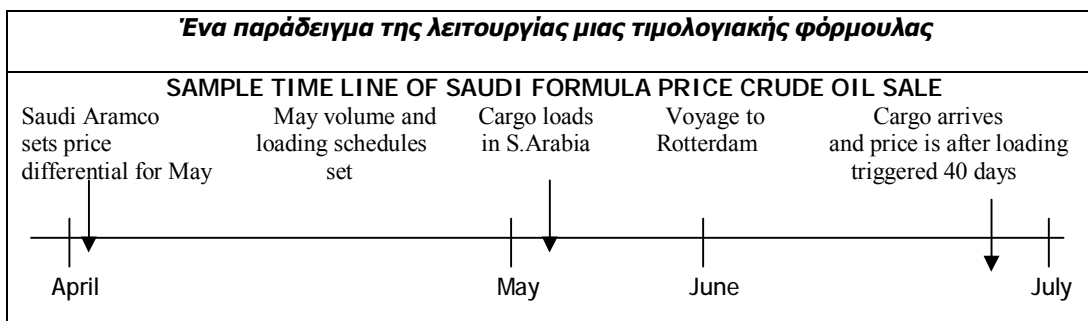 Ένα παράδειγμα της λειτουργίας μιας τιμολογιακής φόρμουλας
SAMPLE TIME LINE OF SAUDI FORMULA PRICE CRUDE OIL SALE
Saudi Aramco
sets price
differential for May
May volume and
loading schedules
set
Cargo loads
in S.Arabia
Voyage to
Rotterdam
Cargo arrives
and price is after loading
triggered 40 days
April
May
June
July